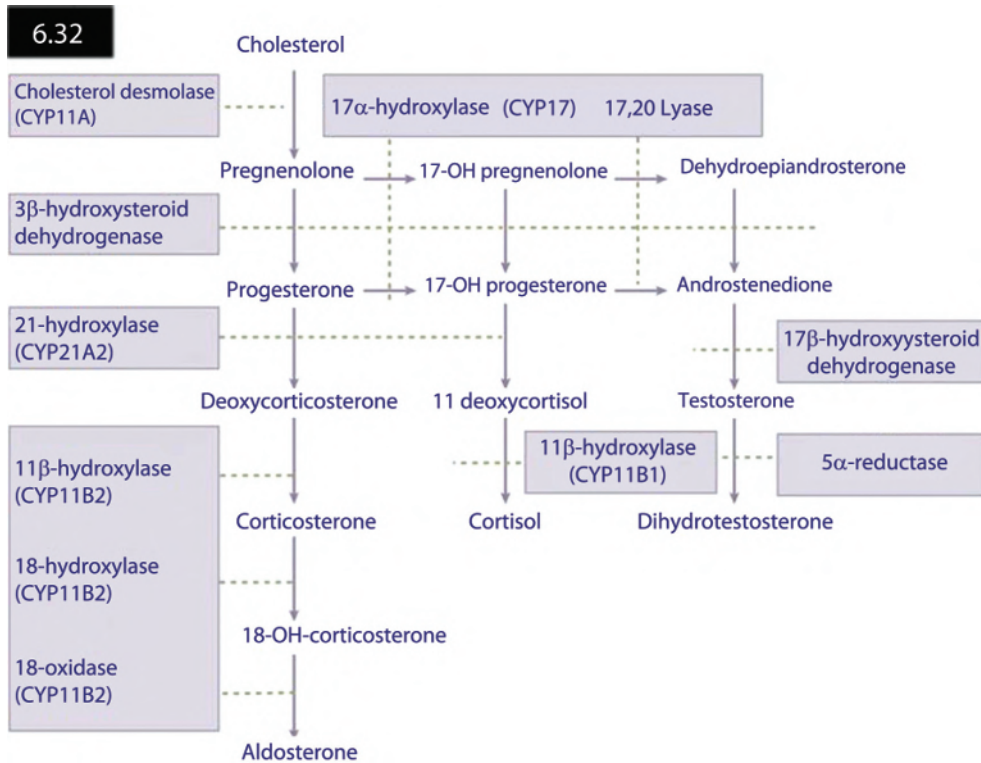 6.32
Cholesterol
Cholesterol desmolase
(CYP11A)
17α-hydroxylase (CYP17) 17,20 Lyase
Pregnenolone
17-OH pregnenolone
Dehydroepiandrosterone
3β-hydroxysteroid
dehydrogenase
Progesterone
17-OH progesterone
Androstenedione
21-hydroxylase
(CYP21A2)
17β-hydroxyysteroid
dehydrogenase
Deoxycorticosterone
11 deoxycortisol
Testosterone
11β-hydroxylase
(CYP11B2)
11β-hydroxylase
(CYP11B1)
5α-reductase
Corticosterone
Cortisol
Dihydrotestosterone
18-hydroxylase
(CYP11B2)
18-OH-corticosterone
18-oxidase
(CYP11B2)
Aldosterone